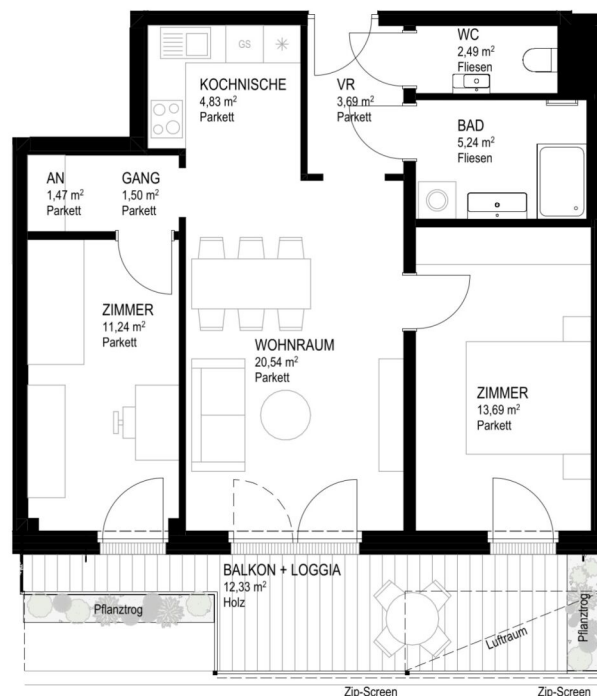 WC
2,49 m²
Fliesen
GS
KOCHNISCHE
4,83 m²
Parkett
VR
3,69 m²
Parkett
BAD
5,24 m²
Fliesen
AN
1,47 m²
Parkett
GANG
1,50 m²
Parkett
ZIMMER
11,24 m²
Parkett
WOHNRAUM
20,54 m²
Parkett
ZIMMER
13,69 m²
Parkett
BALKON + LOGGIA
12,33 m²
Holz
Pflanztrog
Luftraum
Pflanztrog
Zip-Screen
Zip-Screen